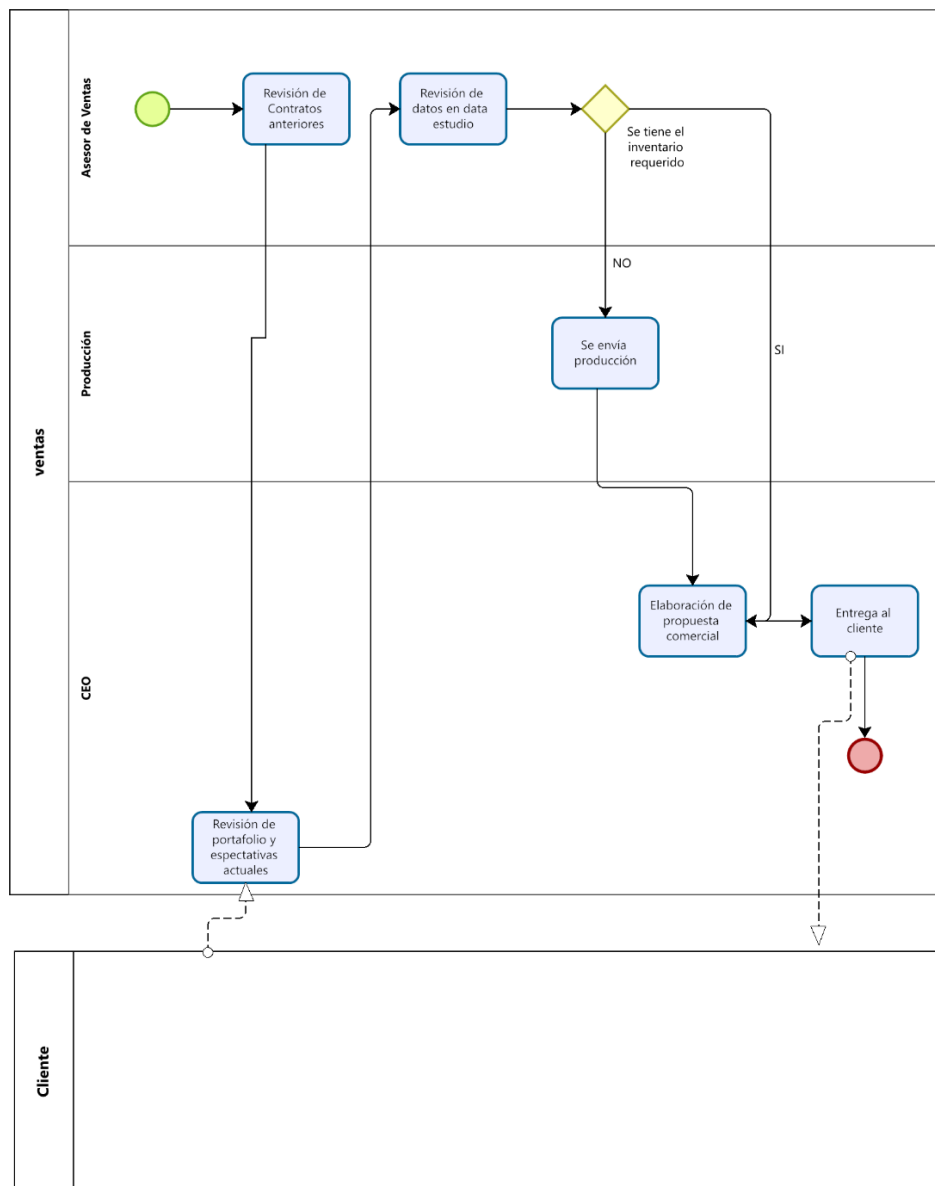 ventas
Asesor de Ventas
Revisión de
Contratos
anteriores
Revisión de
datos en data
estudio
Se tiene el
inventario
requerido
Producción
NO
Se envía
producción
SI
CEO
Elaboración de
propuesta
comercial
Entrega al
cliente
Revisión de
portafolio y
espectativas
actuales
Cliente